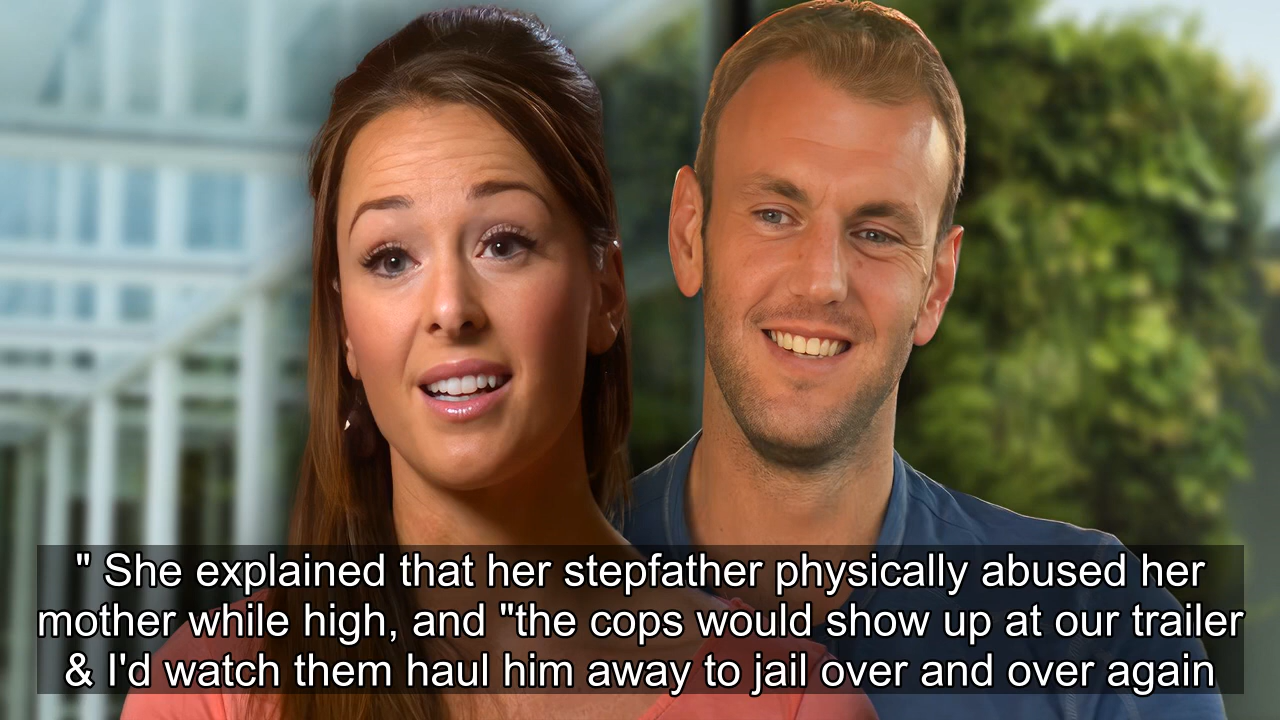 " She explained that her stepfather physically abused her
mother while high, and "the cops would show up at our trailer
& I'd watch them haul him away to jail over and over again